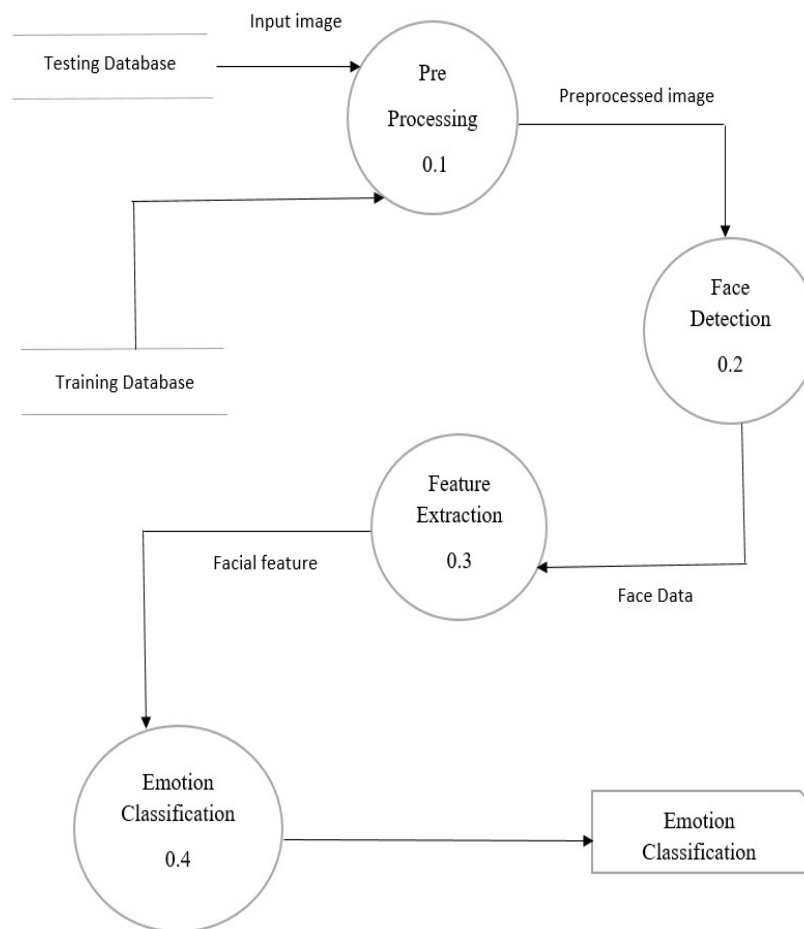 Input image
Testing Database
Pre
Processing
0.1
Preprocessed image
Face
Detection
0.2
Training Database
Feature
Extraction
0.3
Facial feature
Face Data
Emotion
Classification
0.4
Emotion
Classification